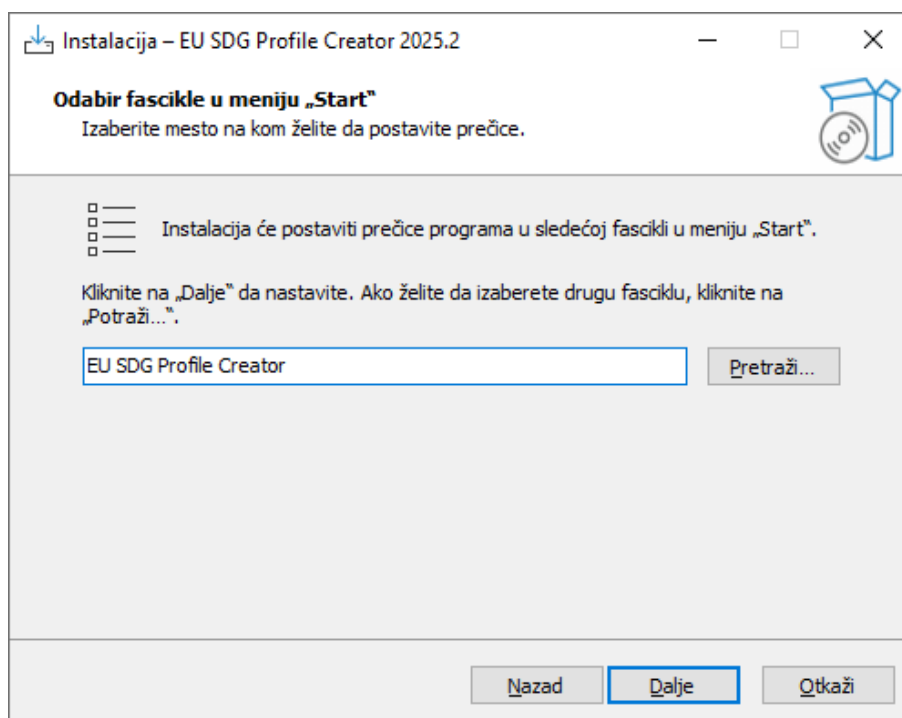 Instalacija – EU SDG Profile Creator 2025.2
Odabir fascikle u meniju „Start“
Izaberite mesto na kom želite da postavite prečice.
Instalacija će postaviti prečice programa u sledećoj fascikli u meniju „Start“.
Kliknite na „Dalje“ da nastavite. Ako želite da izaberete drugu fasciklu, kliknite na
„Potraži...“.
EU SDG Profile Creator
Pretraži...
Nazad
Dalje
Otkaži